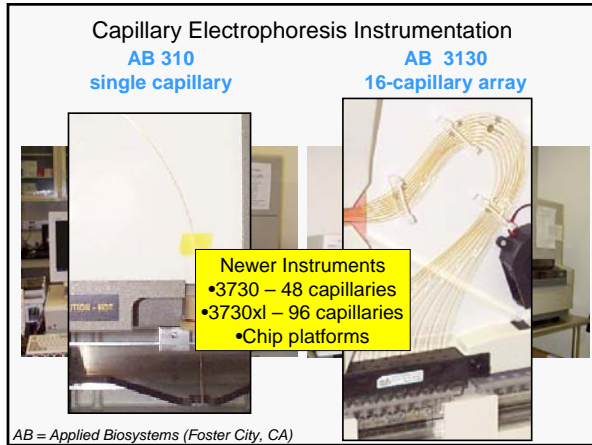 Capillary Electrophoresis Instrumentation
AB 310
single capillary
AB 3130
16-capillary array
Newer Instruments
•3730 – 48 capillaries
•3730xl – 96 capillaries
•Chip platforms
AB = Applied Biosystems (Foster City, CA)